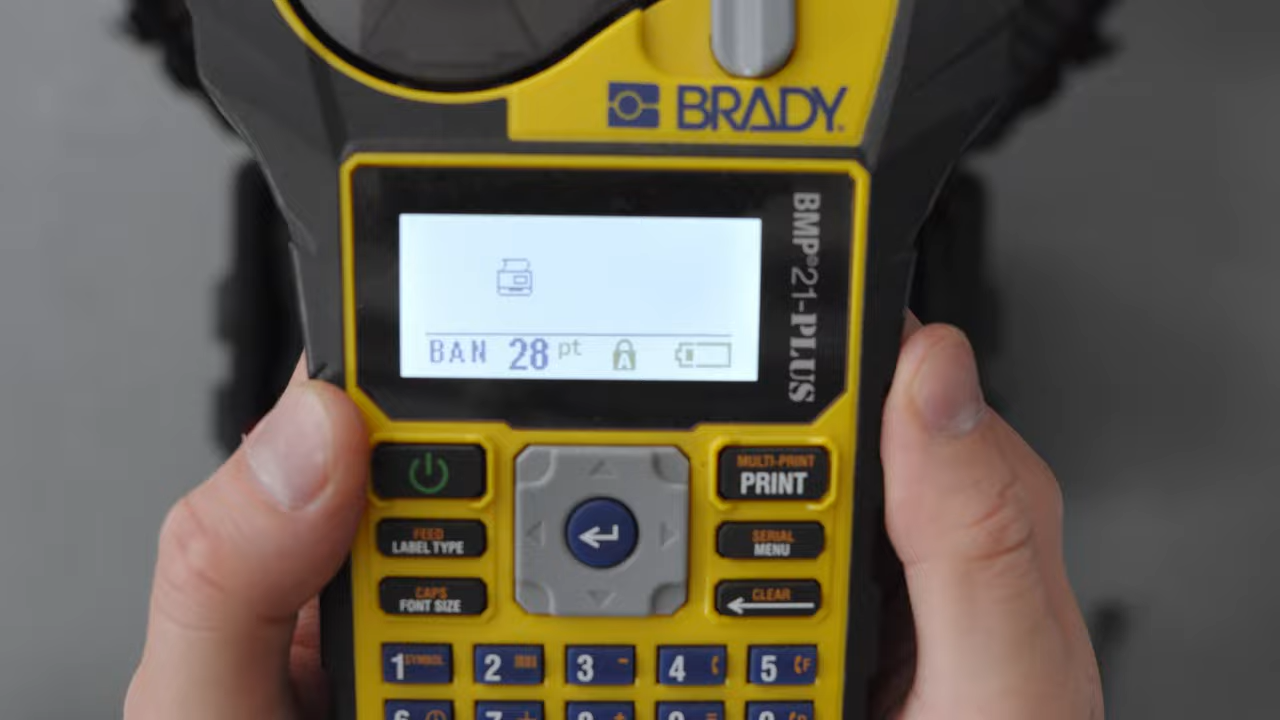 BRADY
BMP®21-PLUS
BAN 28 pt A
MULTI-PRINT
PRINT
FEED
LABEL TYPE
SERIAL
MENU
CAPS
FONT SIZE
CLEAR
1 SYMBOL 2 3 - 4 ( 5 (F